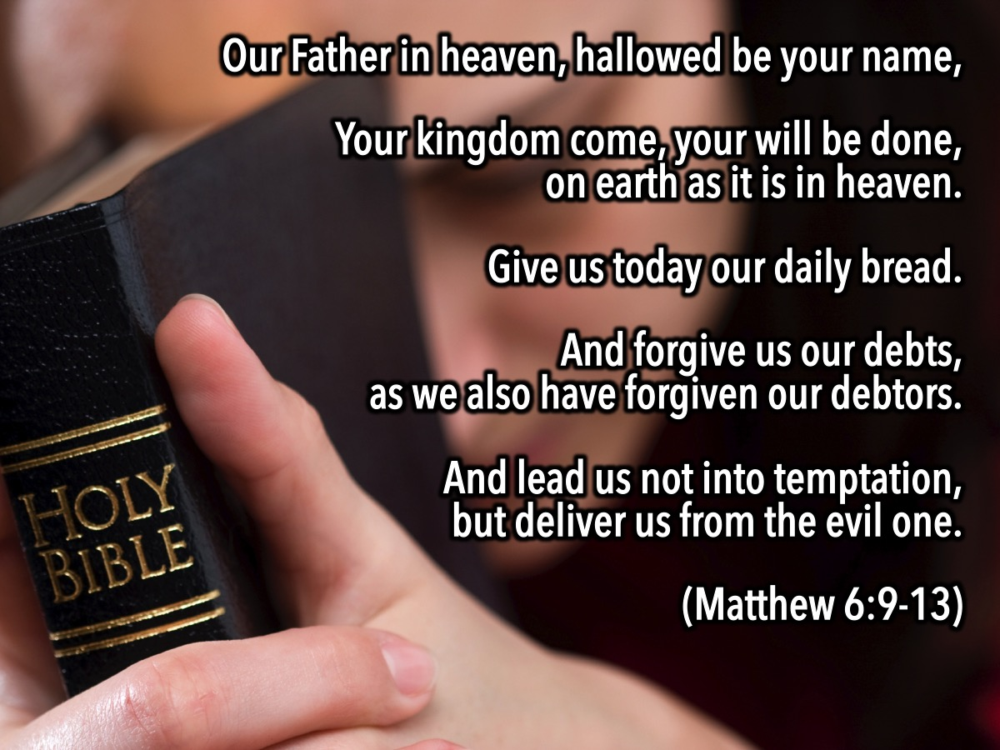 Our Father in heaven, hallowed be your name,
Your kingdom come, your will be done,
on earth as it is in heaven.
Give us today our daily bread.
And forgive us our debts,
as we also have forgiven our debtors.
And lead us not into temptation,
but deliver us from the evil one.
(Matthew 6:9-13)
HOLY
BIBLE